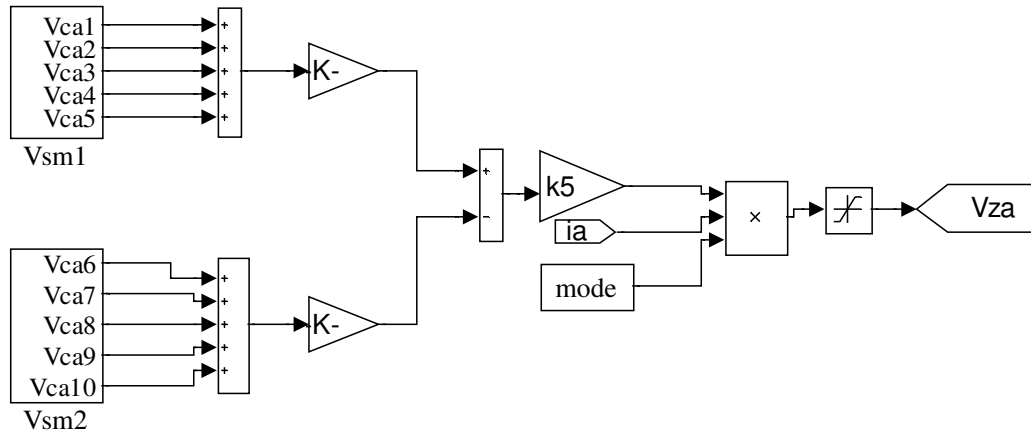 Vca1
Vca2
Vca3
Vca4
Vca5
+
+
+
+
+
K-
Vsm1
+
−
k5
ia
mode
×
Vza
Vca6
Vca7
Vca8
Vca9
Vca10
+
+
+
+
+
K-
Vsm2